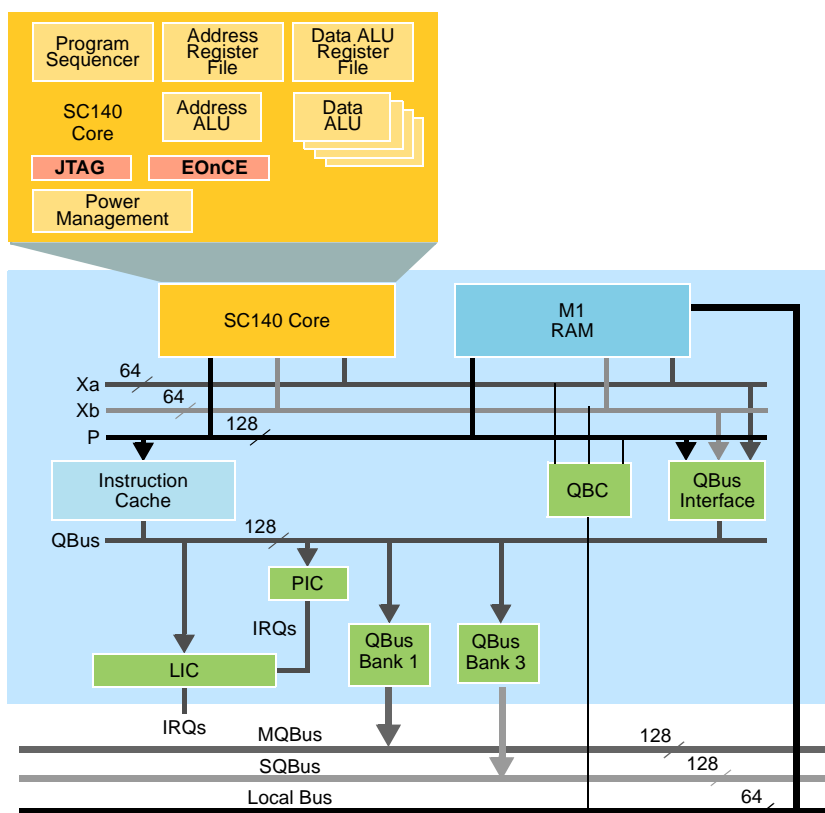 Program
Sequencer
Address
Register
File
Data ALU
Register
File
SC140
Core
Address
ALU
Data
ALU
JTAG
EOnCE
Power
Management
SC140 Core
M1
RAM
Xa
64
Xb
64
P
128
Instruction
Cache
QBC
QBus
Interface
QBus
128
PIC
IRQs
QBus
Bank 1
QBus
Bank 3
LIC
IRQs
MQBus
128
SQBus
128
Local Bus
64